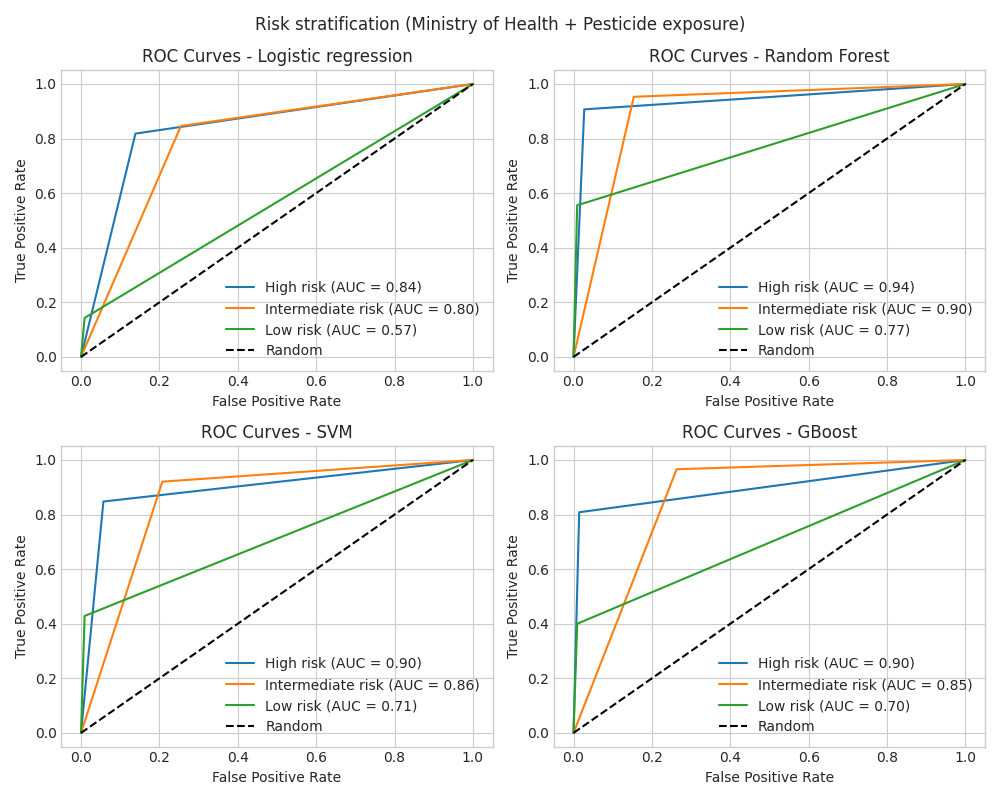 Risk stratification (Ministry of Health + Pesticide exposure)
ROC Curves - Logistic regression
True Positive Rate
1.0
0.8
0.6
0.4
0.2
0.0
High risk (AUC = 0.84)
Intermediate risk (AUC = 0.80)
Low risk (AUC = 0.57)
Random
0.0 0.2 0.4 0.6 0.8 1.0
False Positive Rate
ROC Curves - Random Forest
True Positive Rate
1.0
0.8
0.6
0.4
0.2
0.0
High risk (AUC = 0.94)
Intermediate risk (AUC = 0.90)
Low risk (AUC = 0.77)
Random
0.0 0.2 0.4 0.6 0.8 1.0
False Positive Rate
ROC Curves - SVM
True Positive Rate
1.0
0.8
0.6
0.4
0.2
0.0
High risk (AUC = 0.90)
Intermediate risk (AUC = 0.86)
Low risk (AUC = 0.71)
Random
0.0 0.2 0.4 0.6 0.8 1.0
False Positive Rate
ROC Curves - GBoost
True Positive Rate
1.0
0.8
0.6
0.4
0.2
0.0
High risk (AUC = 0.90)
Intermediate risk (AUC = 0.85)
Low risk (AUC = 0.70)
Random
0.0 0.2 0.4 0.6 0.8 1.0
False Positive Rate